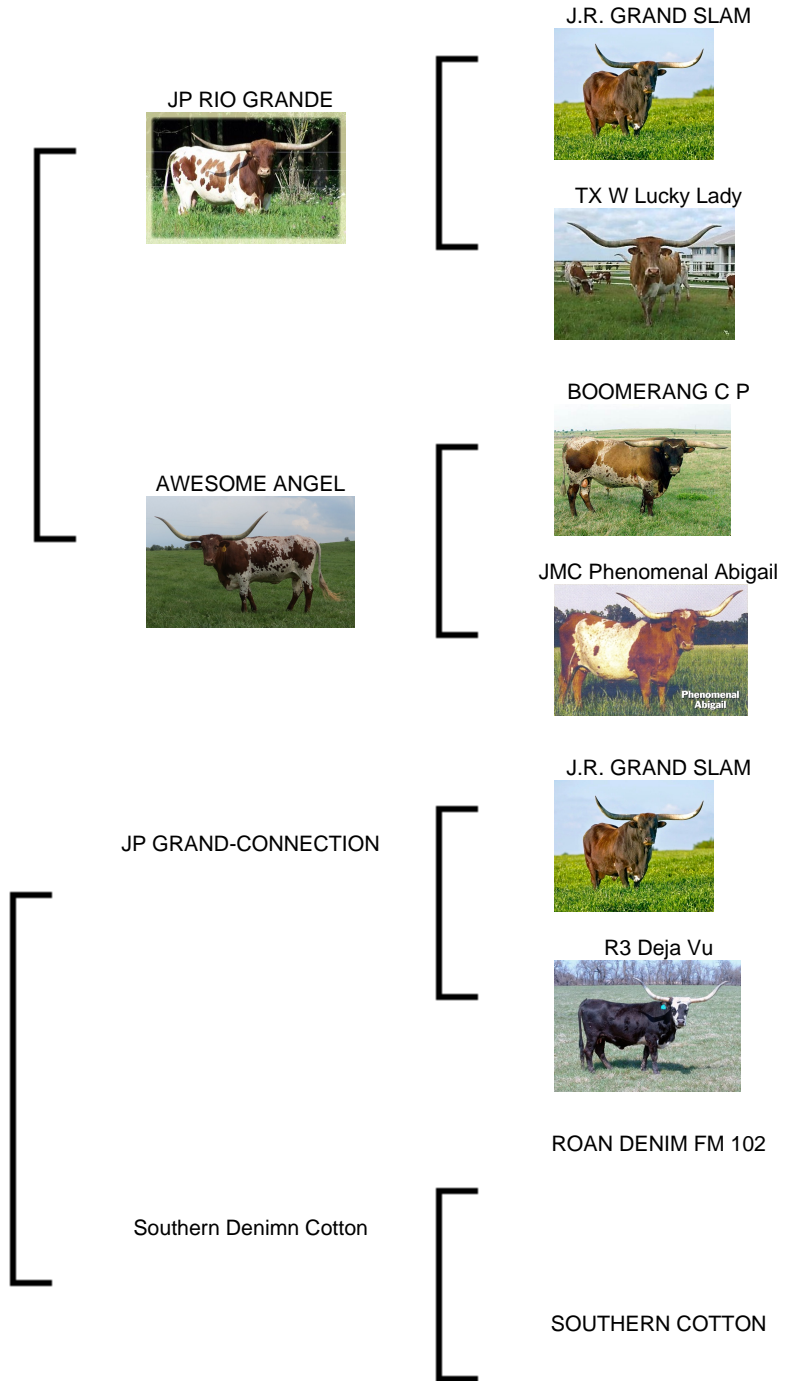 J.R. GRAND SLAM
JP RIO GRANDE
TX W Lucky Lady
BOOMERANG C P
AWESOME ANGEL
JMC Phenomenal Abigail
Phenomenal
Abigail
J.R. GRAND SLAM
JP GRAND-CONNECTION
R3 Deja Vu
ROAN DENIM FM 102
Southern Denimn Cotton
SOUTHERN COTTON